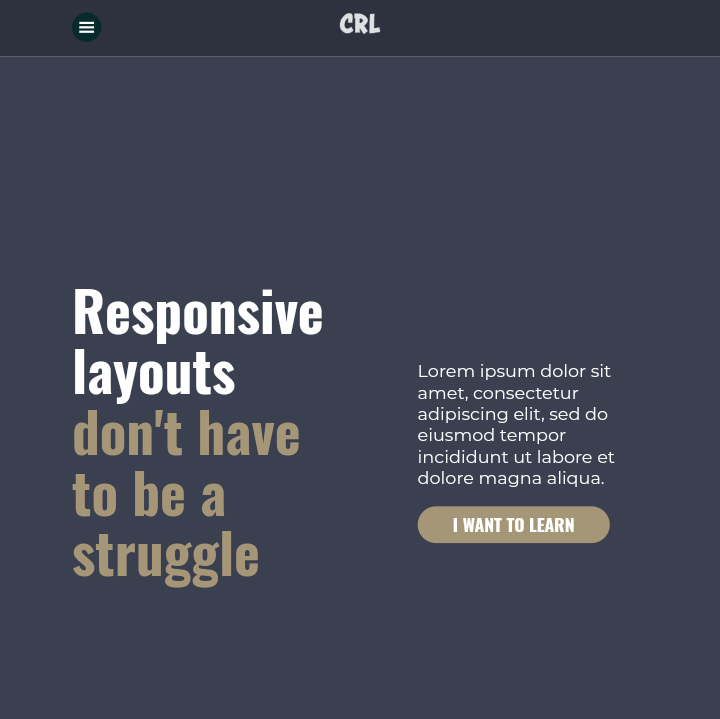 CRL
Responsive
layouts
don't have
to be a
struggle
Lorem ipsum dolor sit
amet, consectetur
adipiscing elit, sed do
eiusmod tempor
incididunt ut labore et
dolore magna aliqua.
I WANT TO LEARN